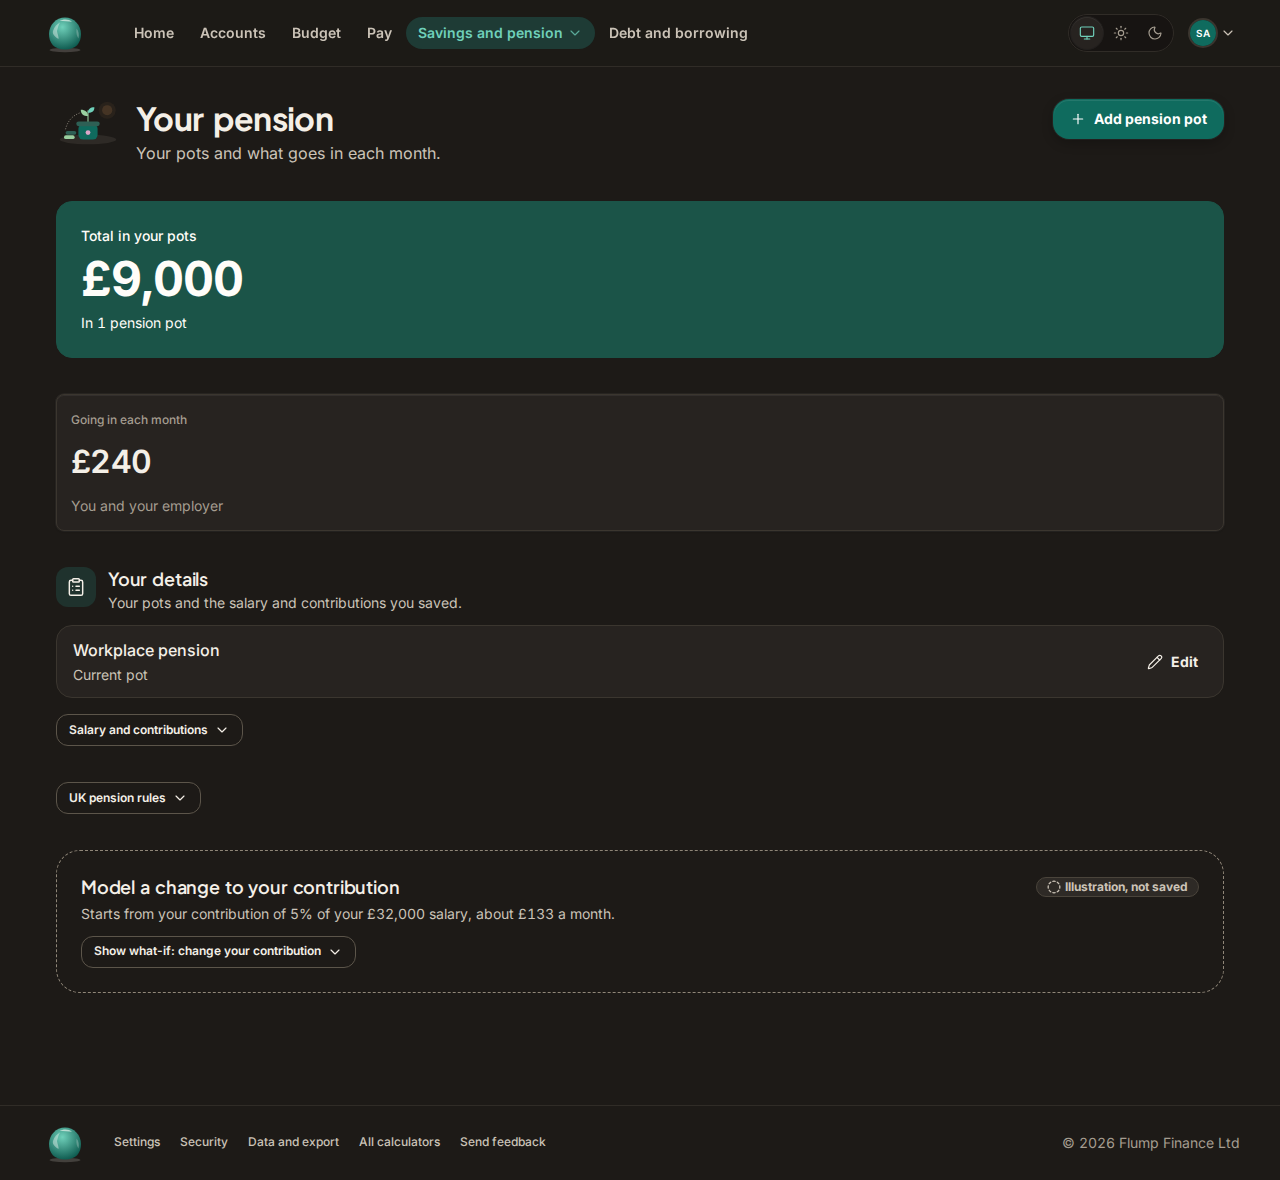 Home
Accounts
Budget
Pay
Savings and pension
Debt and borrowing
SA
Your pension
Your pots and what goes in each month.
Add pension pot
Total in your pots
£9,000
In 1 pension pot
Going in each month
£240
You and your employer
Your details
Your pots and the salary and contributions you saved.
Workplace pension
Current pot
Edit
Salary and contributions
UK pension rules
Model a change to your contribution
Illustration, not saved
Starts from your contribution of 5% of your £32,000 salary, about £133 a month.
Show what-if: change your contribution
Settings
Security
Data and export
All calculators
Send feedback
© 2026 Flump Finance Ltd